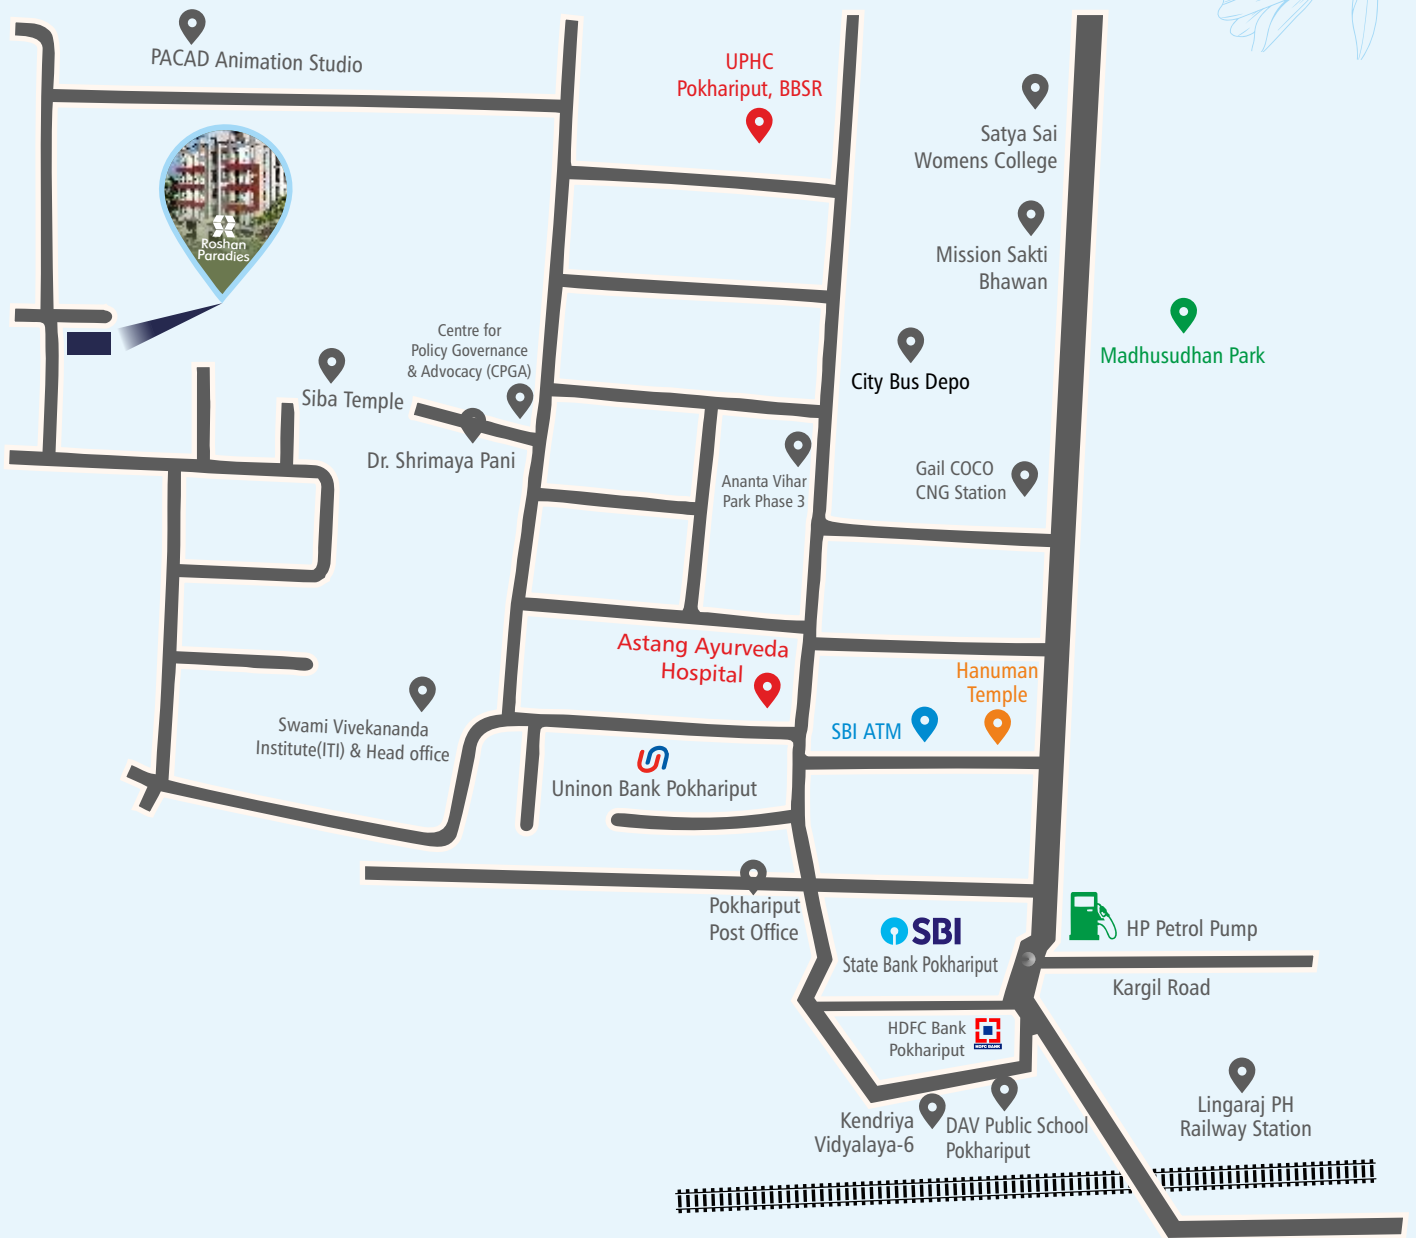 PACAD Animation Studio
UPHC
Pokhariput, BBSR
Satya Sai
Womens College
Roshan
Paradies
Mission Sakti
Bhawan
Madhusudhan Park
Centre for
Policy Governance
& Advocacy (CPGA)
City Bus Depo
Siba Temple
Dr. Shrimaya Pani
Ananta Vihar
Park Phase 3
Gail COCO
CNG Station
Astang Ayurveda
Hospital
Hanuman
Temple
SBI ATM
Swami Vivekananda
Institute(ITI) & Head office
Uninon Bank Pokhariput
Pokhariput
Post Office
SBI
State Bank Pokhariput
HP Petrol Pump
Kargil Road
HDFC Bank
Pokhariput
HDFC BANK
Kendriya
Vidyalaya-6
DAV Public School
Pokhariput
Lingaraj PH
Railway Station